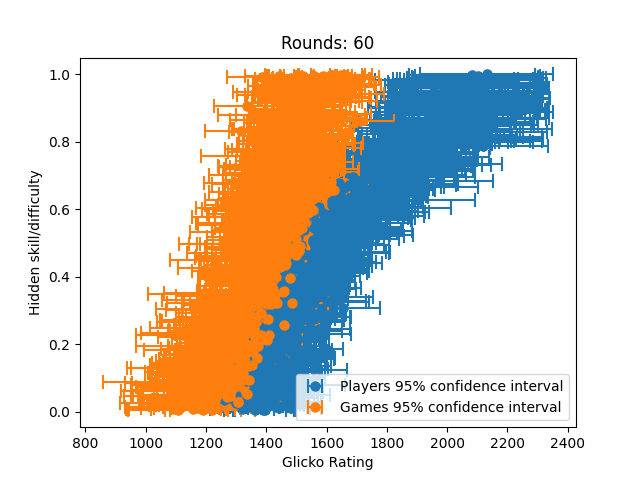 Rounds: 60
Hidden skill/difficulty
1.0
0.8
0.6
0.4
0.2
0.0
Players 95% confidence interval
Games 95% confidence interval
800 1000 1200 1400 1600 1800 2000 2200 2400
Glicko Rating